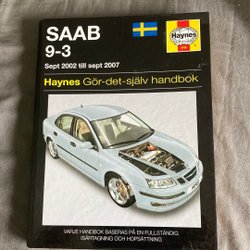 SAAB
9-3
Sept 2002 till sept 2007
Haynes
Haynes Gör-det-själv handbok
VARJE HANDBOK BASERAS PÅ EN FULLSTÄNDIG
ISÄRTAGNING OCH HOPSÄTTNING